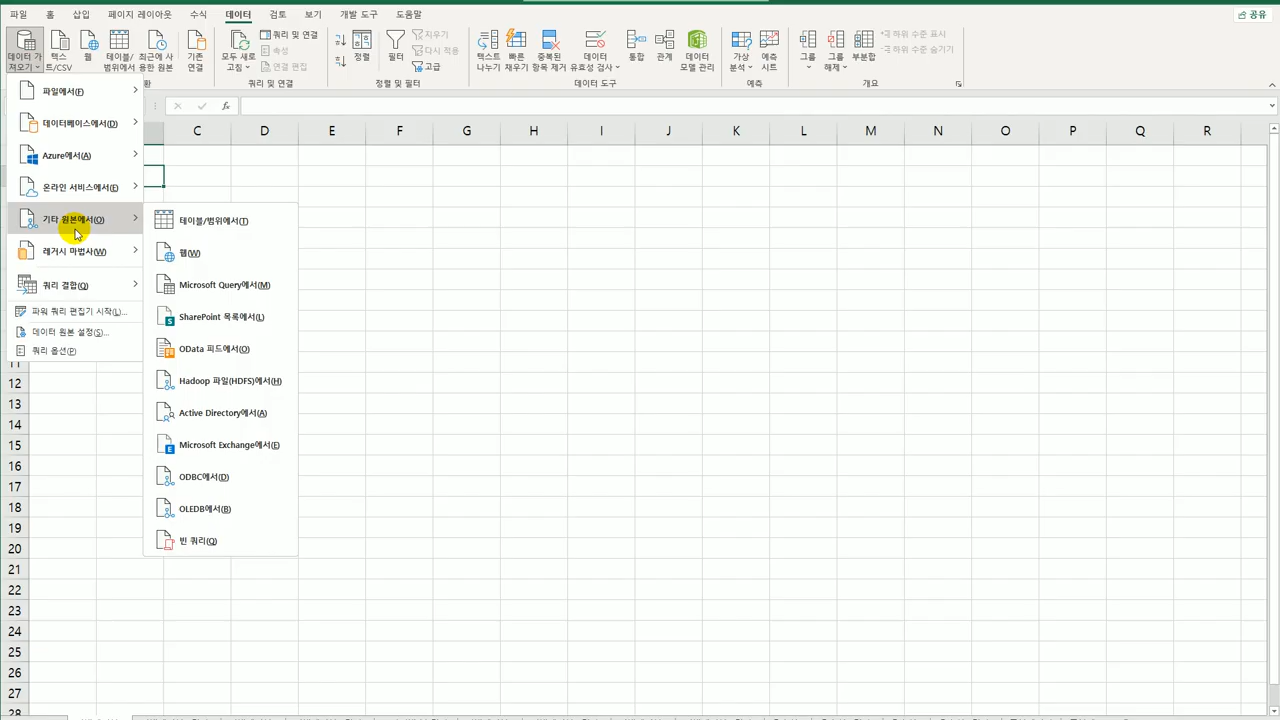 파일 홈 삽입 페이지 레이아웃 수식 데이터 검토 보기 개발 도구 도움말 공유
데이터 가져오기 텍스트/CSV 웹 테이블/범위에서 최근에 사용한 원본 기존 연결
모두 새로 고침 쿼리 및 연결 속성 연결 편집
정렬 필터 지우기 다시 적용 고급
텍스트 나누기 빠른 채우기 중복된 항목 제거 데이터 유효성 검사 통합 관계 데이터 모델 관리
가상 분석 예측 시트 그룹 그룹 해제 부분합 하위 수준 표시 하위 수준 숨기기
환 쿼리 및 연결 정렬 및 필터 데이터 도구 예측 개요
fx
C D E F G H I J K L M N O P Q R
파일에서(F)
데이터베이스에서(D)
Azure에서(A)
온라인 서비스에서(E)
기타 원본에서(O)
레거시 마법사(W)
쿼리 결합(Q)
파워 쿼리 편집기 시작(L)...
데이터 원본 설정(S)...
쿼리 옵션(P)
테이블/범위에서(T)
웹(W)
Microsoft Query에서(M)
SharePoint 목록에서(L)
OData 피드에서(O)
Hadoop 파일(HDFS)에서(H)
Active Directory에서(A)
Microsoft Exchange에서(E)
ODBC에서(D)
OLEDB에서(B)
빈 쿼리(Q)
11
12
13
14
15
16
17
18
19
20
21
22
23
24
25
26
27
28